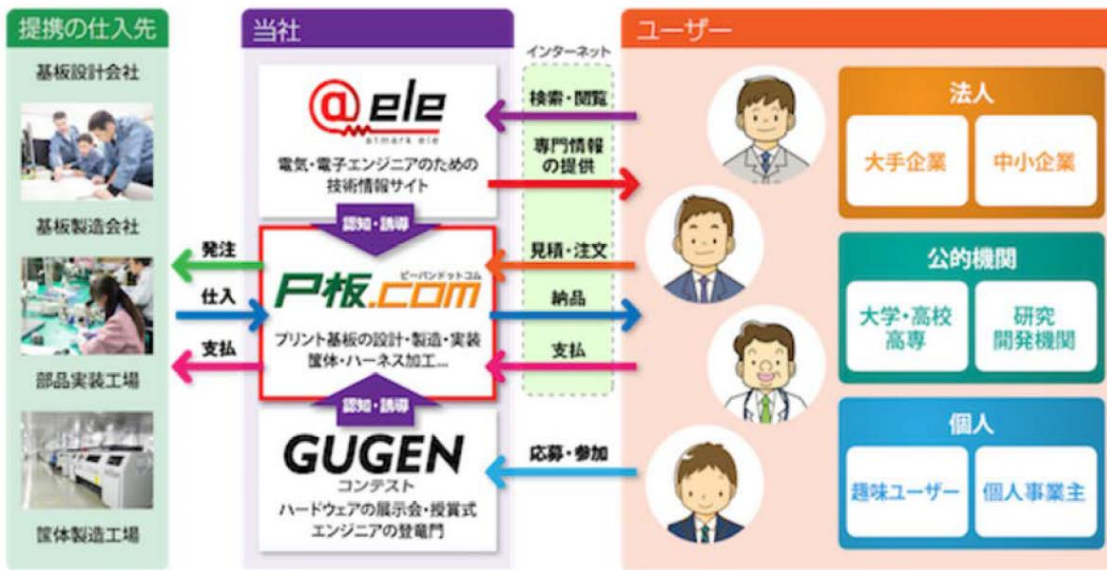 提携の仕入先
基板設計会社
基板製造会社
部品実装工場
筐体製造工場
当社
@ele
atmark ele
電気・電子エンジニアのための
技術情報サイト
認知・誘導
ピーバンドットコム
P板.com
プリント基板の設計・製造・実装
筐体・ハーネス加工...
認知・誘導
GUGEN
コンテスト
ハードウェアの展示会・授賞式
エンジニアの登竜門
発注
仕入
支払
インターネット
検索・閲覧
専門情報
の提供
見積・注文
納品
支払
応募・参加
ユーザー
法人
大手企業
中小企業
公的機関
大学・高校
高専
研究
開発機関
個人
趣味ユーザー
個人事業主